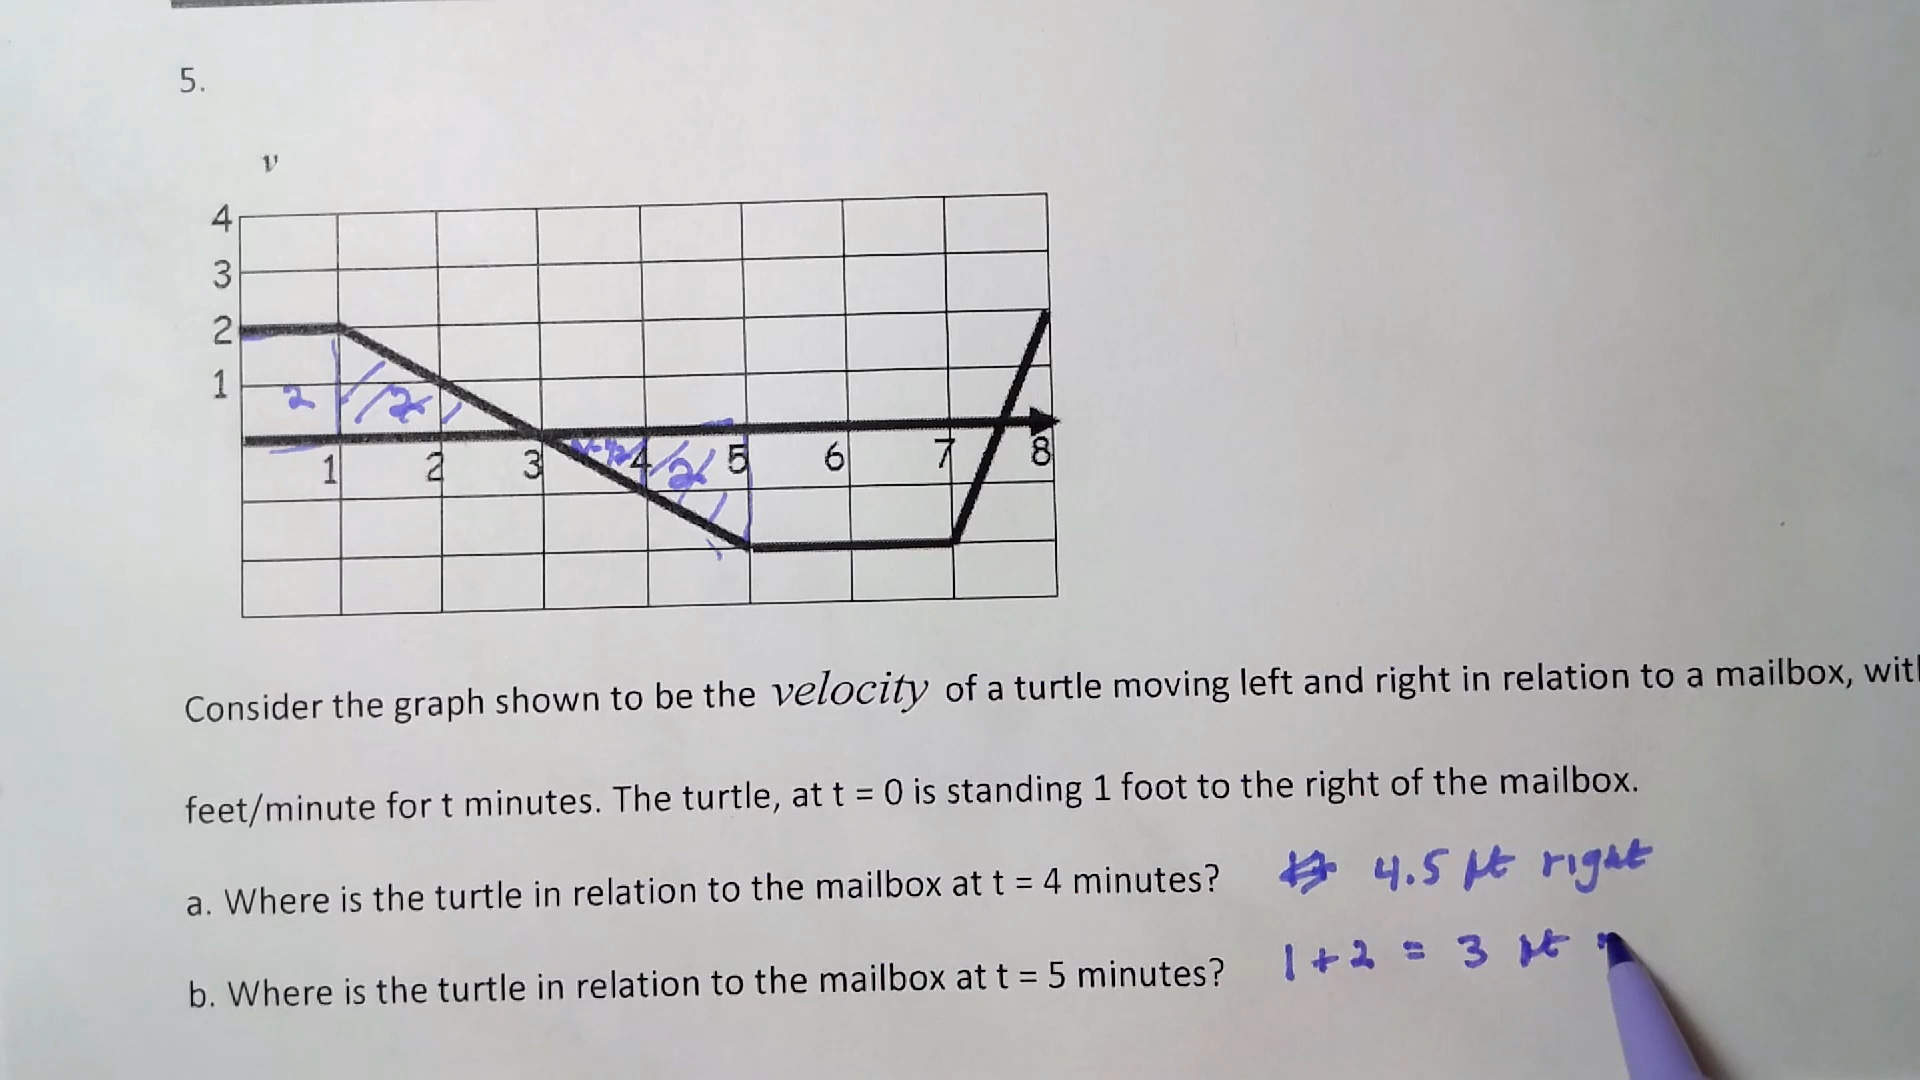 5.
v
4
3
2
1
2 2
1 2 3 4 2 5 6 7 8
Consider the graph shown to be the velocity of a turtle moving left and right in relation to a mailbox,
feet/minute for t minutes. The turtle, at t = 0 is standing 1 foot to the right of the mailbox.
a. Where is the turtle in relation to the mailbox at t = 4 minutes? 4.5 ft right
b. Where is the turtle in relation to the mailbox at t = 5 minutes? 1+2 = 3 ft